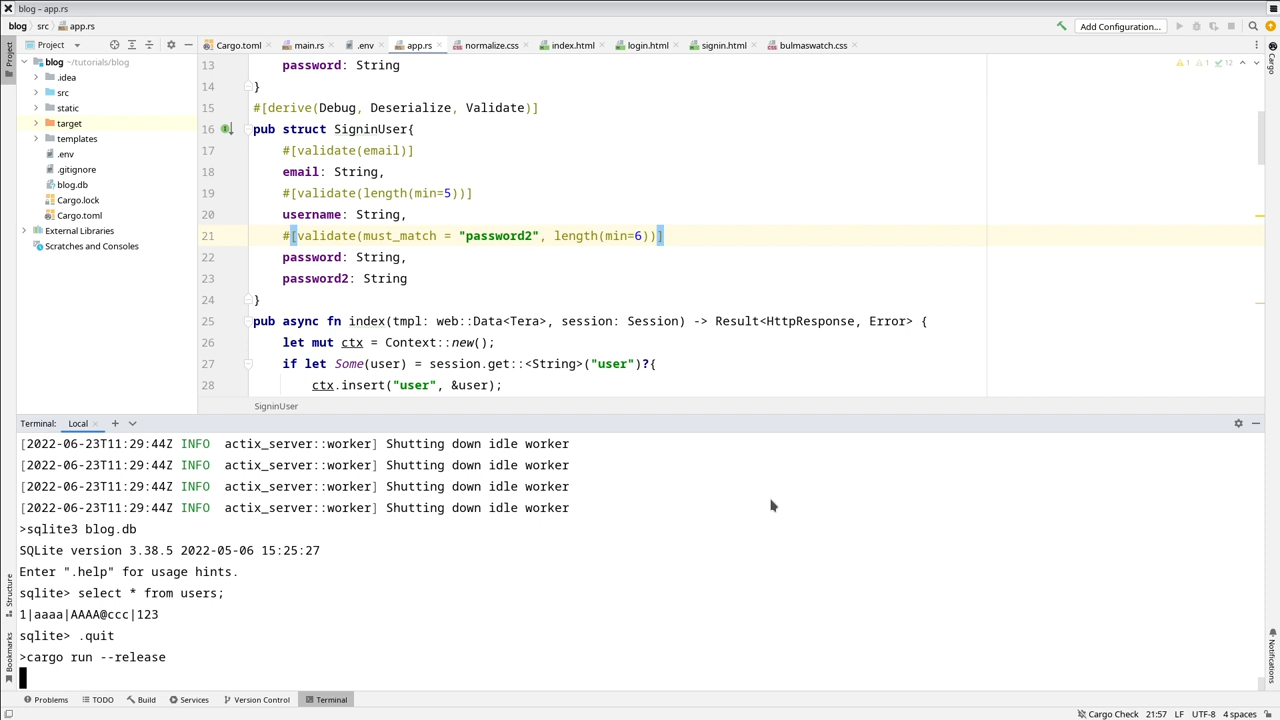 blog – app.rs
blog src app.rs Add Configuration...
Project Cargo.toml main.rs .env app.rs normalize.css index.html login.html signin.html bulmaswatch.css
Project
Cargo
blog ~/tutorials/blog
.idea
src
static
target
templates
.env
.gitignore
blog.db
Cargo.lock
Cargo.toml
External Libraries
Scratches and Consoles
1 1 12
13 password: String
14 }
15 #[derive(Debug, Deserialize, Validate)]
16 pub struct SigninUser{
17 #[validate(email)]
18 email: String,
19 #[validate(length(min=5))]
20 username: String,
21 #[validate(must_match = "password2", length(min=6))]
22 password: String,
23 password2: String
24 }
25 pub async fn index(tmpl: web::Data<Tera>, session: Session) -> Result<HttpResponse, Error> {
26 let mut ctx = Context::new();
27 if let Some(user) = session.get::<String>("user")?{
28 ctx.insert("user", &user);
SigninUser
Terminal: Local
[2022-06-23T11:29:44Z INFO actix_server::worker] Shutting down idle worker
[2022-06-23T11:29:44Z INFO actix_server::worker] Shutting down idle worker
[2022-06-23T11:29:44Z INFO actix_server::worker] Shutting down idle worker
[2022-06-23T11:29:44Z INFO actix_server::worker] Shutting down idle worker
>sqlite3 blog.db
SQLite version 3.38.5 2022-05-06 15:25:27
Enter ".help" for usage hints.
sqlite> select * from users;
1|aaaa|AAAA@ccc|123
sqlite> .quit
>cargo run --release
Structure
Bookmarks
Notifications
Problems TODO Build Services Version Control Terminal
Cargo Check 21:57 LF UTF-8 4 spaces